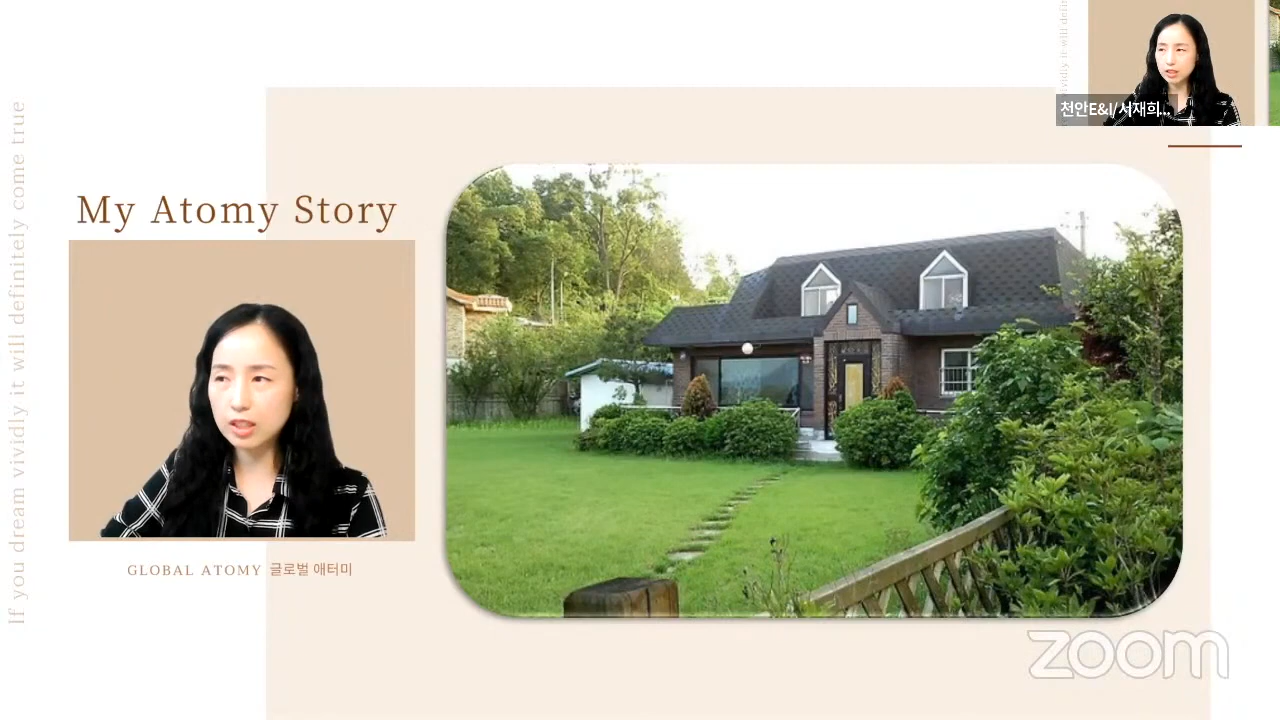 If you dream vividly it will definitely come true
My Atomy Story
GLOBAL ATOMY 글로벌 애터미
천안E&I/서재희...
zoom